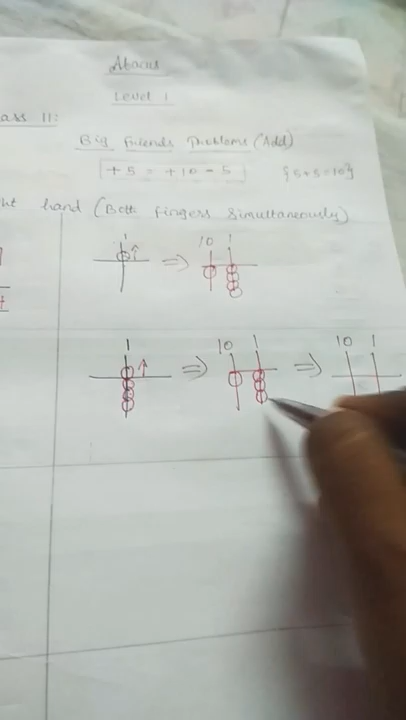 Abacus
Level 1
ass II:
Big Friends Problems (Add)
+5 = +10 - 5 {5+5=10}
ht hand (Both Fingers Simultaneously)
1 ⇒ 10 1
1 ⇒ 10 1 ⇒ 10 1